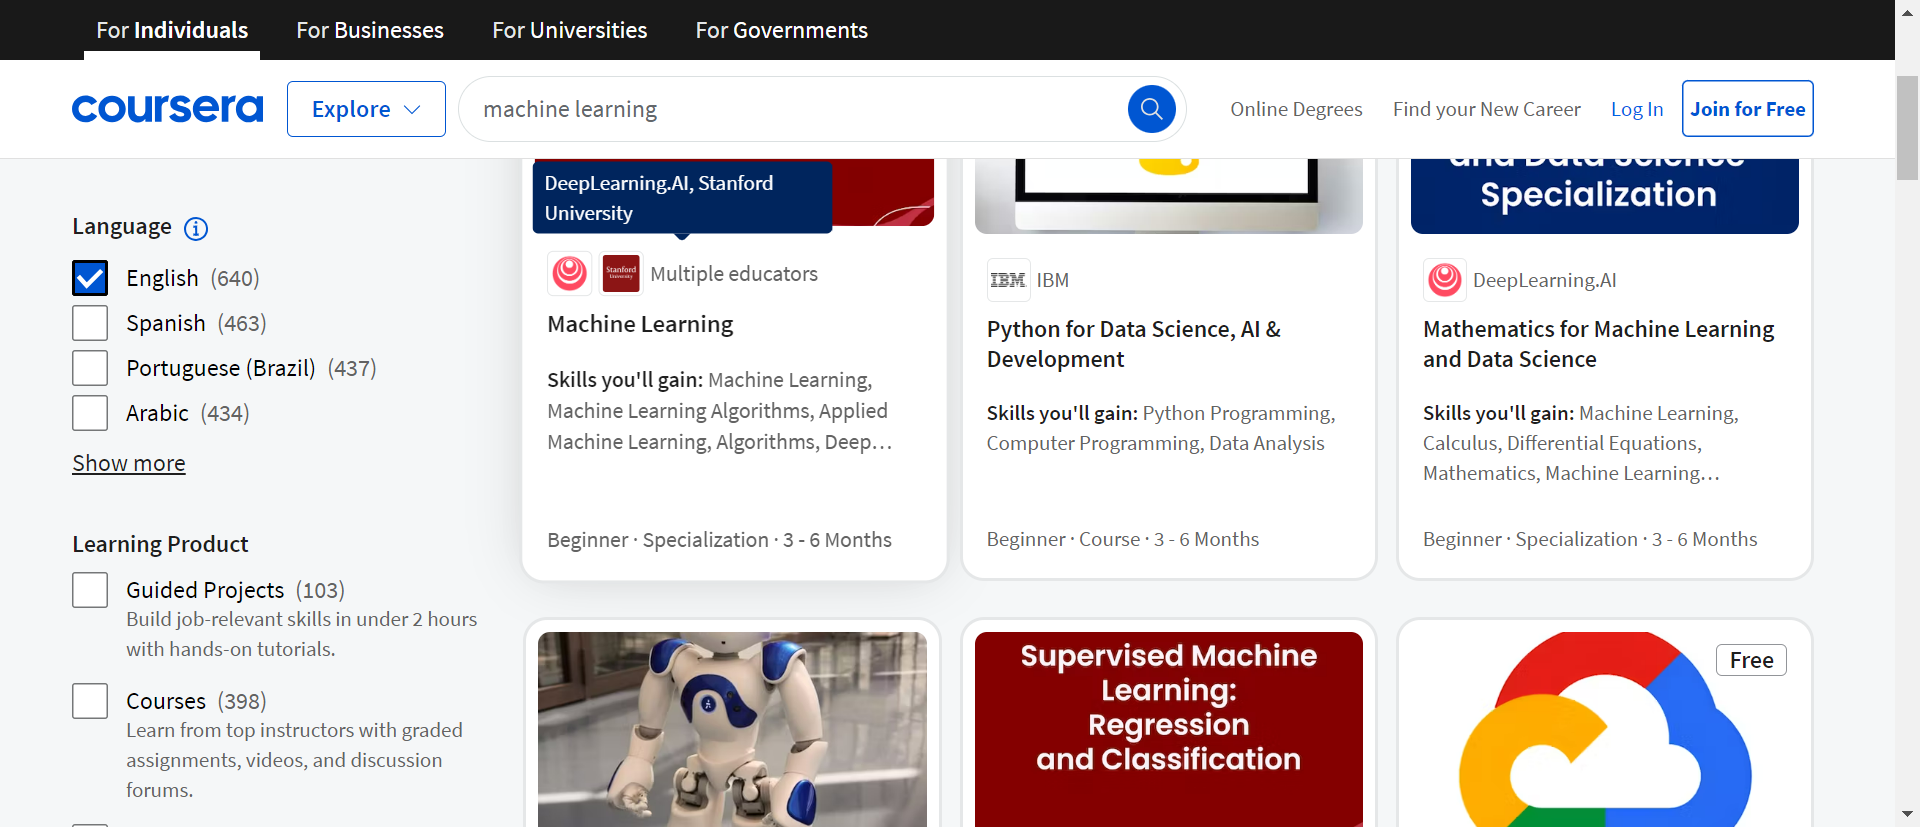 For Individuals
For Businesses
For Universities
For Governments
coursera
Explore
machine learning
Online Degrees
Find your New Career
Log In
Join for Free
Language
English (640)
Spanish (463)
Portuguese (Brazil) (437)
Arabic (434)
Show more
Learning Product
Guided Projects (103)
Build job-relevant skills in under 2 hours
with hands-on tutorials.
Courses (398)
Learn from top instructors with graded
assignments, videos, and discussion
forums.
DeepLearning.AI, Stanford
University
Stanford
University
Multiple educators
Machine Learning
Skills you'll gain: Machine Learning,
Machine Learning Algorithms, Applied
Machine Learning, Algorithms, Deep…
Beginner · Specialization · 3 - 6 Months
IBM
IBM
Python for Data Science, AI &
Development
Skills you'll gain: Python Programming,
Computer Programming, Data Analysis
Beginner · Course · 3 - 6 Months
and Data Science
Specialization
DeepLearning.AI
Mathematics for Machine Learning
and Data Science
Skills you'll gain: Machine Learning,
Calculus, Differential Equations,
Mathematics, Machine Learning…
Beginner · Specialization · 3 - 6 Months
Supervised Machine
Learning:
Regression
and Classification
Free